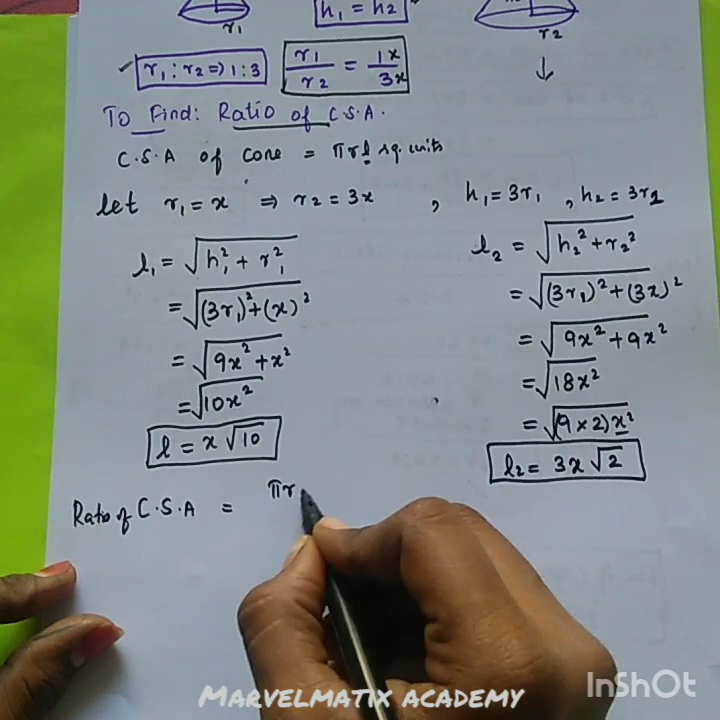 r₁ h₁ = h₂ r₂
r₁ : r₂ => 1 : 3 r₁/r₂ = 1x/3x ↓
To Find: Ratio of C.S.A.
C.S.A of cone = πrl sq.units
let r₁ = x ⇒ r₂ = 3x , h₁ = 3r₁ , h₂ = 3r₂
l₁ = √(h₁² + r₁²)
= √((3r₁)² + (x)²)
= √(9x² + x²)
= √(10x²)
l = x√10
l₂ = √(h₂² + r₂²)
= √((3r₁)² + (3x)²)
= √(9x² + 9x²)
= √(18x²)
= √((9 × 2) x²)
l₂ = 3x√2
Ratio of C.S.A = πr
MARVELMATIX ACADEMY
InShOt